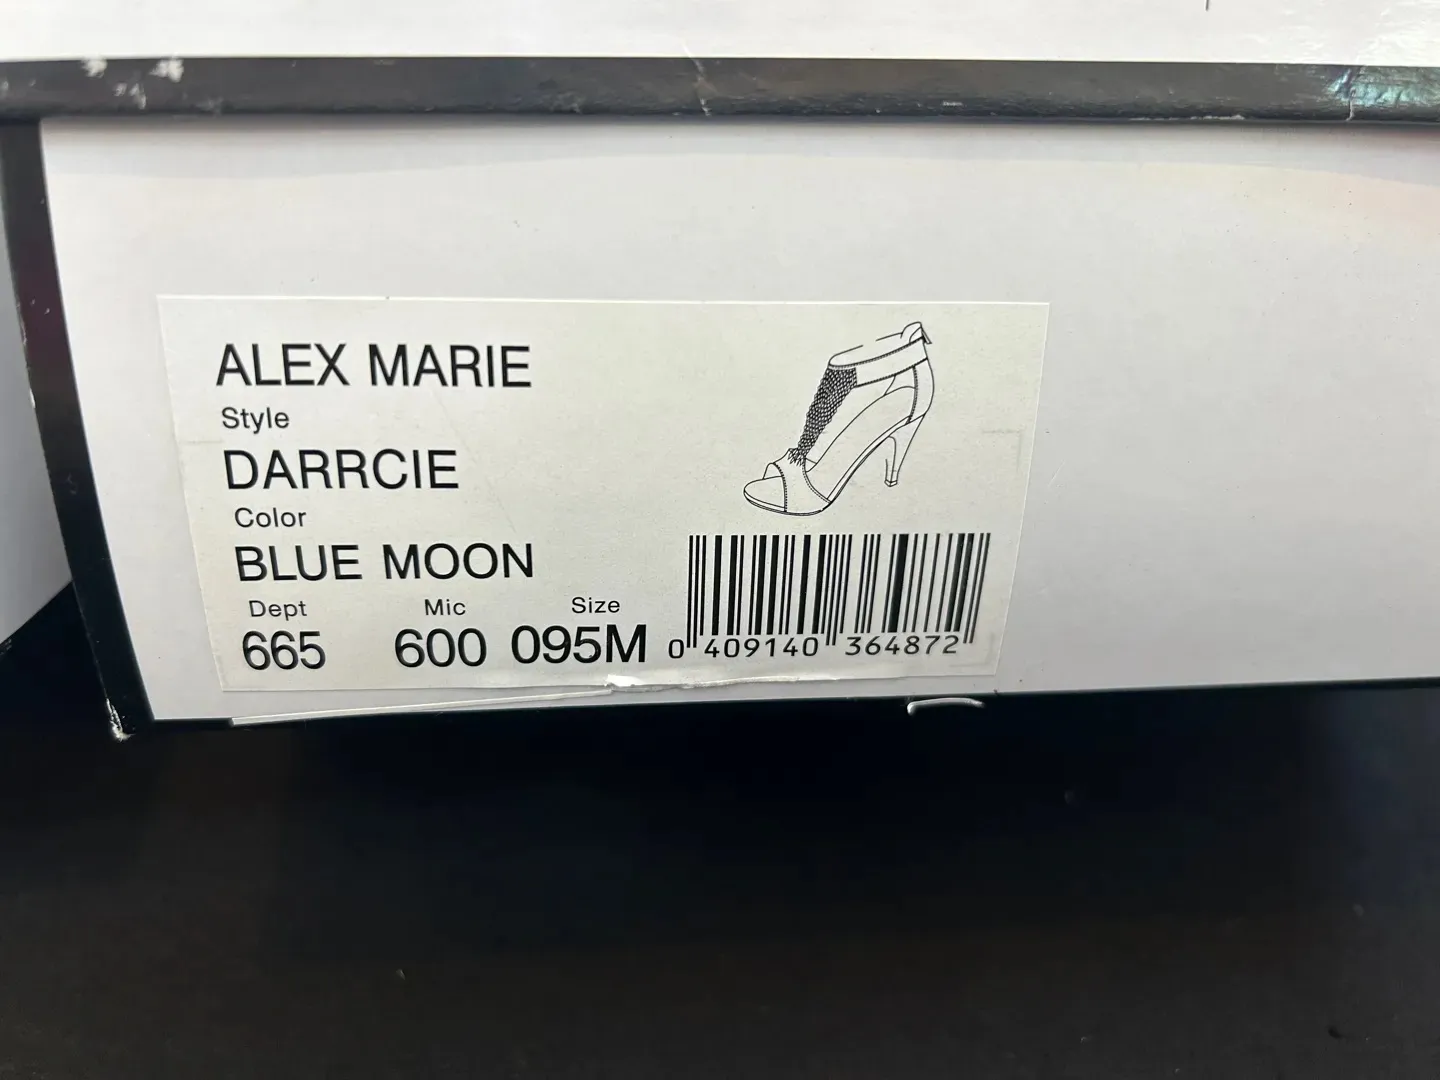 ALEX MARIE
Style
DARRCIE
Color
BLUE MOON
Dept Mic Size
665 600 095M
0 409140 364872